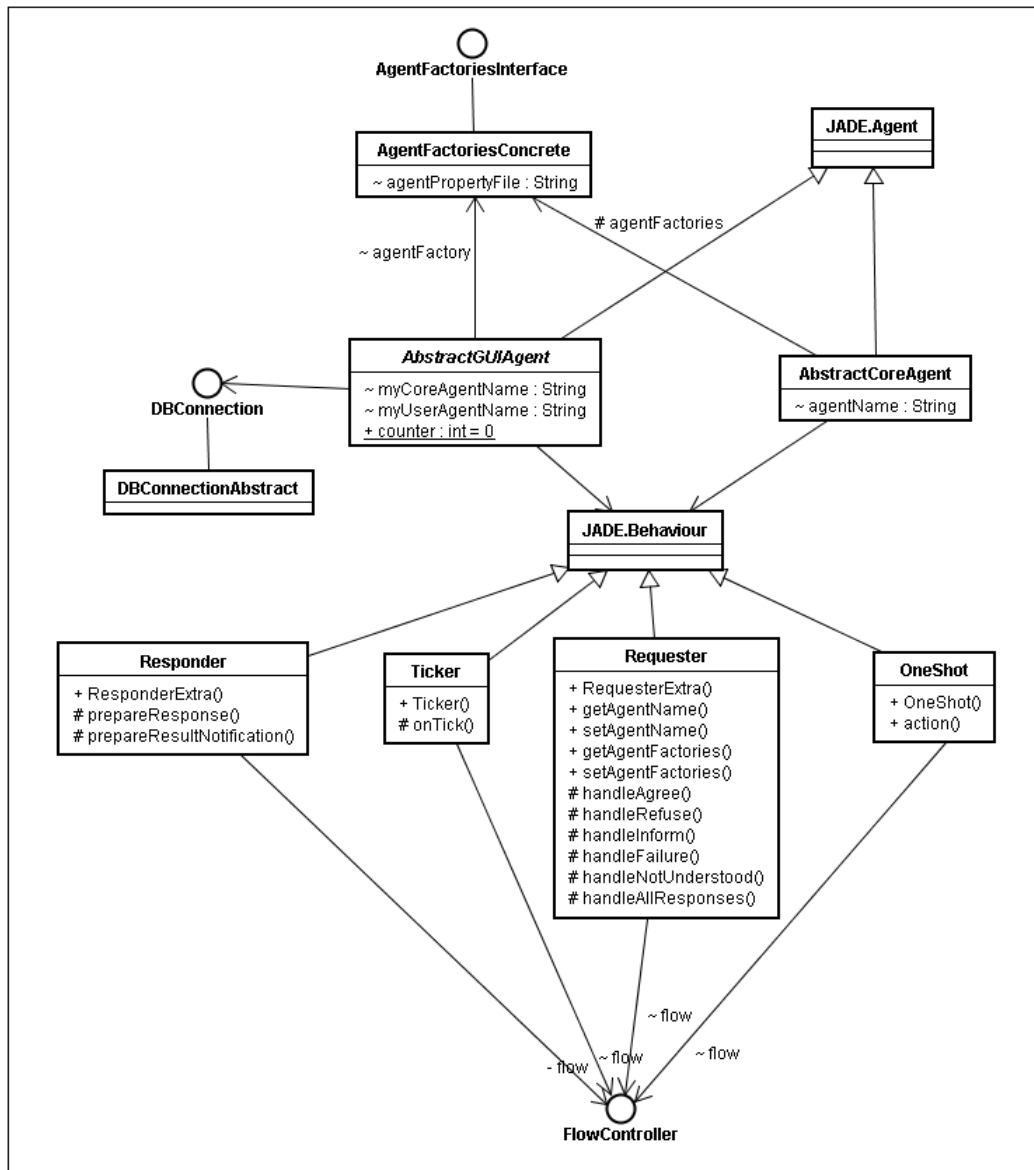 AgentFactoriesInterface
AgentFactoriesConcrete
~ agentPropertyFile : String
JADE.Agent
# agentFactories
~ agentFactory
AbstractGUIAgent
~ myCoreAgentName : String
~ myUserAgentName : String
+ counter : int = 0
AbstractCoreAgent
~ agentName : String
DBConnection
DBConnectionAbstract
JADE.Behaviour
Responder
+ ResponderExtra()
# prepareResponse()
# prepareResultNotification()
Ticker
+ Ticker()
# onTick()
Requester
+ RequesterExtra()
+ getAgentName()
+ setAgentName()
+ getAgentFactories()
+ setAgentFactories()
# handleAgree()
# handleRefuse()
# handleInform()
# handleFailure()
# handleNotUnderstood()
# handleAllResponses()
OneShot
+ OneShot()
+ action()
~ flow
- flow
~ flow
~ flow
FlowController